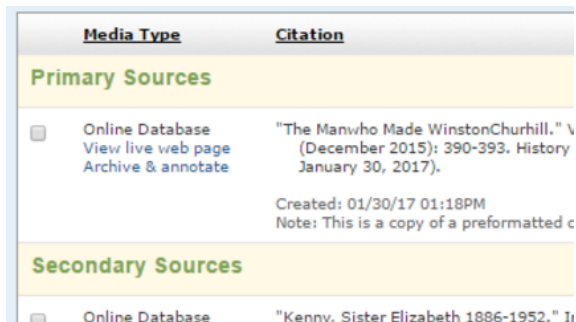 Media Type Citation
Primary Sources
Online Database "The Manwho Made WinstonChurhill." V
View live web page (December 2015): 390-393. History
Archive & annotate January 30, 2017).
Created: 01/30/17 01:18PM
Note: This is a copy of a preformatted c
Secondary Sources
Online Database "Kenny, Sister Elizabeth 1886-1952." In